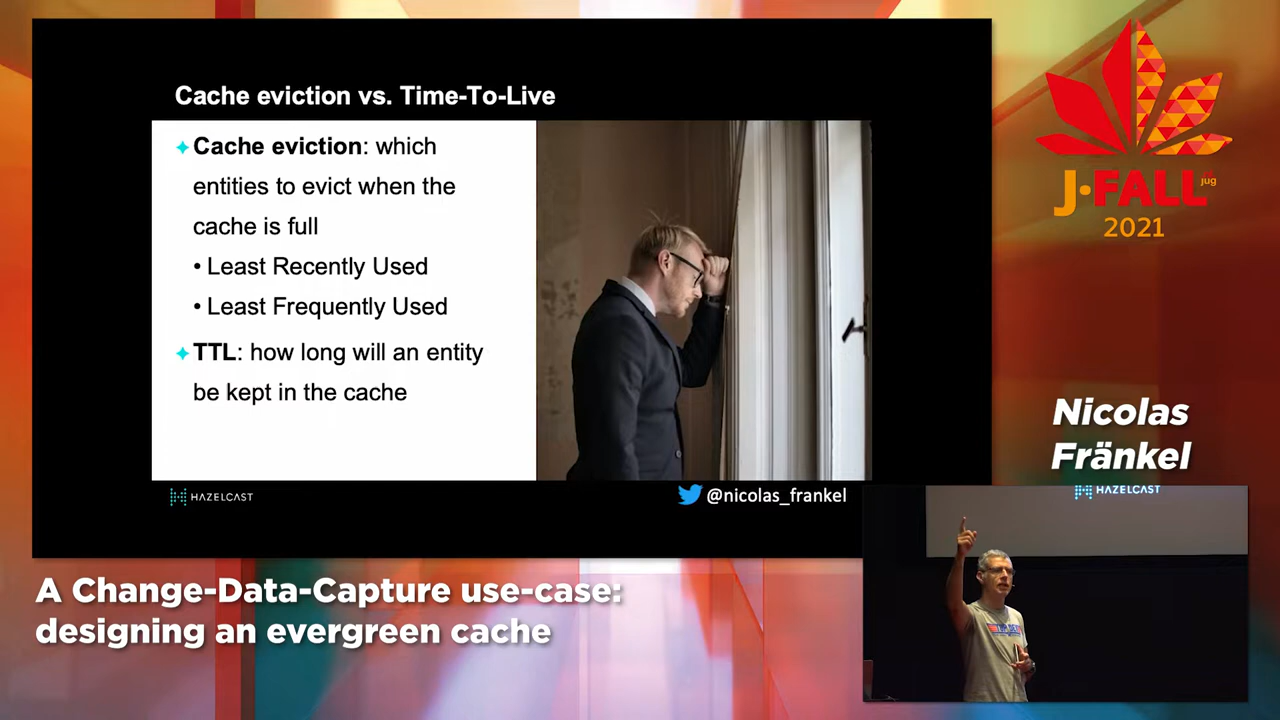 Cache eviction vs. Time-To-Live
Cache eviction: which
entities to evict when the
cache is full
• Least Recently Used
• Least Frequently Used
TTL: how long will an entity
be kept in the cache
HAZELCAST
@nicolas_frankel
J•FALL
jug
2021
Nicolas
Fränkel
HAZELCAST
A Change-Data-Capture use-case:
designing an evergreen cache